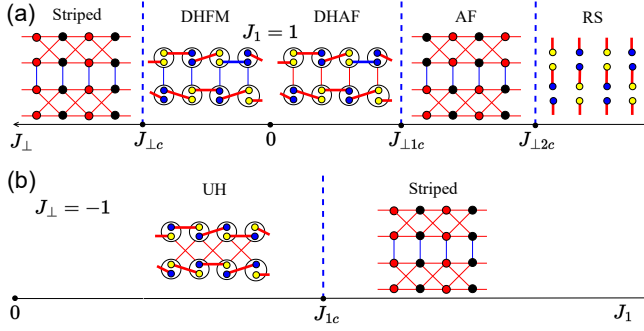 (a) Striped DHFM DHAF AF RS
J₁ = 1
J⊥ J⊥c 0 J⊥1c J⊥2c
(b) UH Striped
J⊥ = −1
0 J₁c J₁